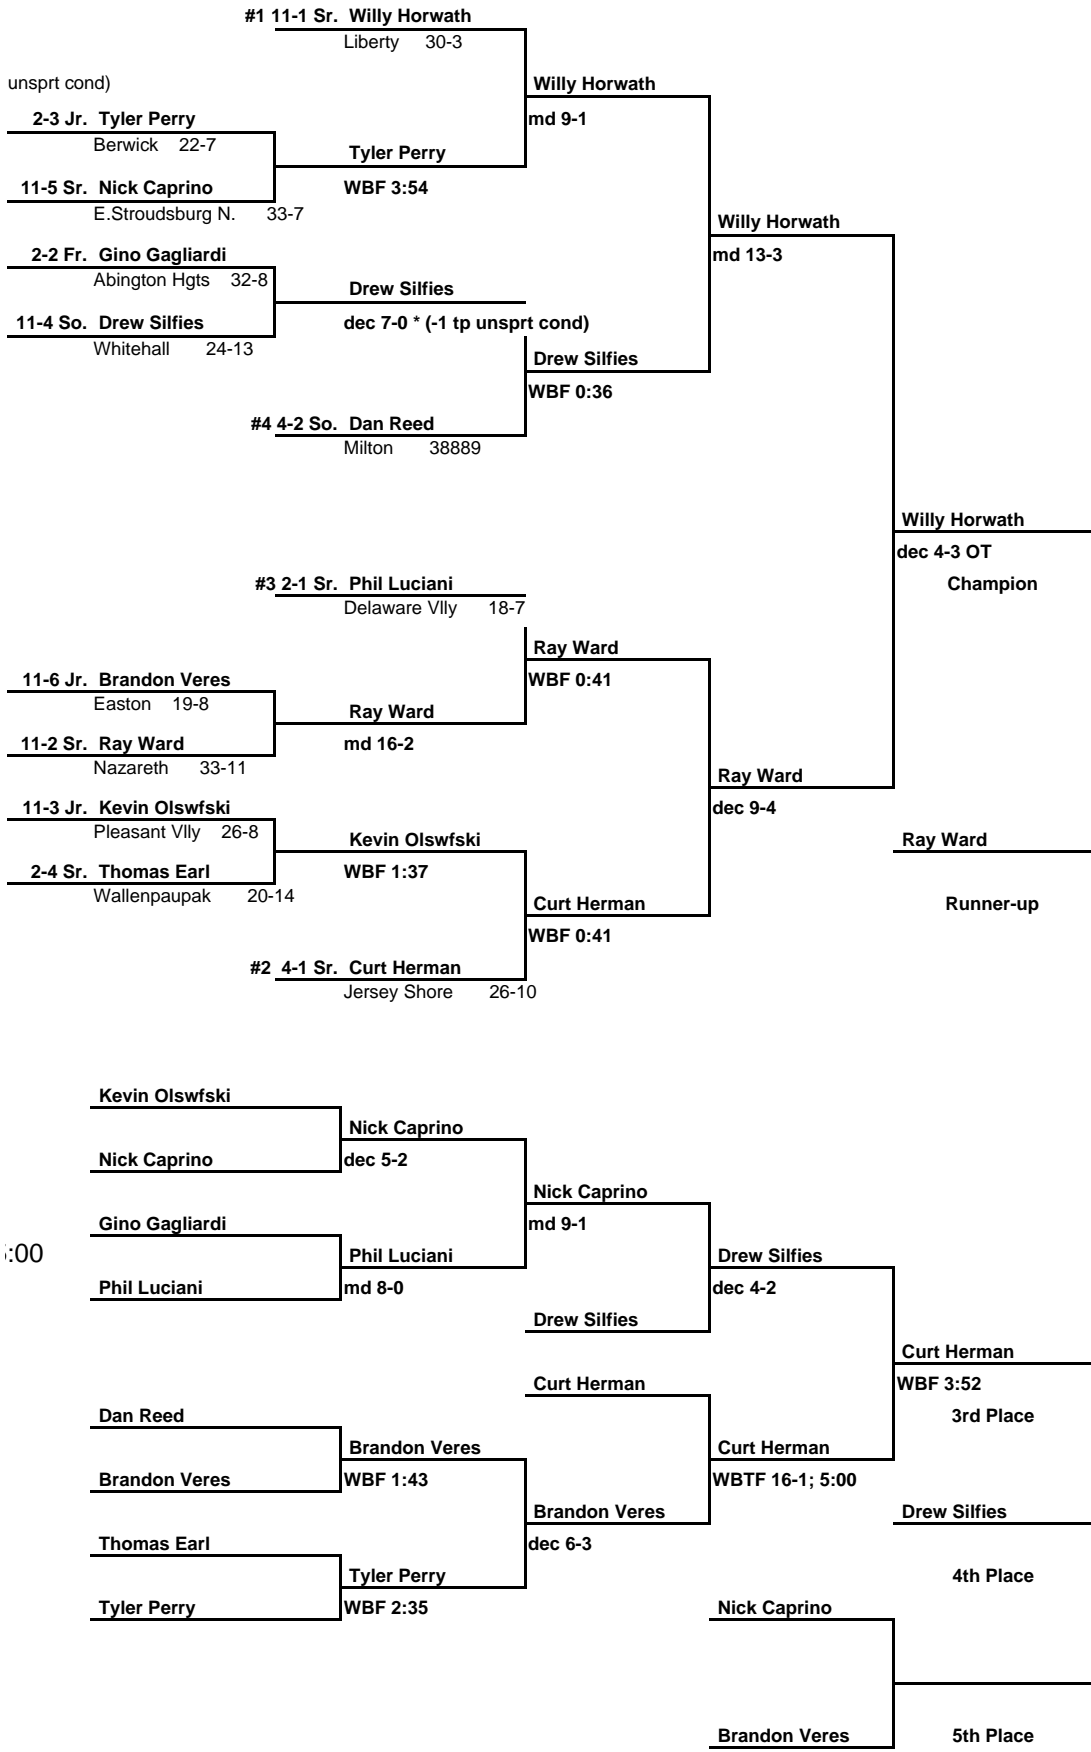 #1 11-1 Sr. Willy Horwath
Liberty 30-3
unsprt cond)
Willy Horwath
2-3 Jr. Tyler Perry
md 9-1
Berwick 22-7
Tyler Perry
11-5 Sr. Nick Caprino
WBF 3:54
E.Stroudsburg N. 33-7
Willy Horwath
2-2 Fr. Gino Gagliardi
md 13-3
Abington Hgts 32-8
Drew Silfies
11-4 So. Drew Silfies
dec 7-0 * (-1 tp unsprt cond)
Whitehall 24-13
Drew Silfies
WBF 0:36
#4 4-2 So. Dan Reed
Milton 38889
Willy Horwath
dec 4-3 OT
#3 2-1 Sr. Phil Luciani
Champion
Delaware Vlly 18-7
Ray Ward
11-6 Jr. Brandon Veres
WBF 0:41
Easton 19-8
Ray Ward
11-2 Sr. Ray Ward
md 16-2
Nazareth 33-11
Ray Ward
11-3 Jr. Kevin Olswfski
dec 9-4
Pleasant Vlly 26-8
Kevin Olswfski
Ray Ward
2-4 Sr. Thomas Earl
WBF 1:37
Wallenpaupak 20-14
Curt Herman
Runner-up
WBF 0:41
#2 4-1 Sr. Curt Herman
Jersey Shore 26-10
Kevin Olswfski
Nick Caprino
Nick Caprino
dec 5-2
Nick Caprino
Gino Gagliardi
md 9-1
:00
Phil Luciani
Drew Silfies
Phil Luciani
md 8-0
dec 4-2
Drew Silfies
Curt Herman
Curt Herman
WBF 3:52
Dan Reed
3rd Place
Brandon Veres
Curt Herman
Brandon Veres
WBF 1:43
WBTF 16-1; 5:00
Brandon Veres
Drew Silfies
Thomas Earl
dec 6-3
Tyler Perry
4th Place
Tyler Perry
WBF 2:35
Nick Caprino
Brandon Veres
5th Place